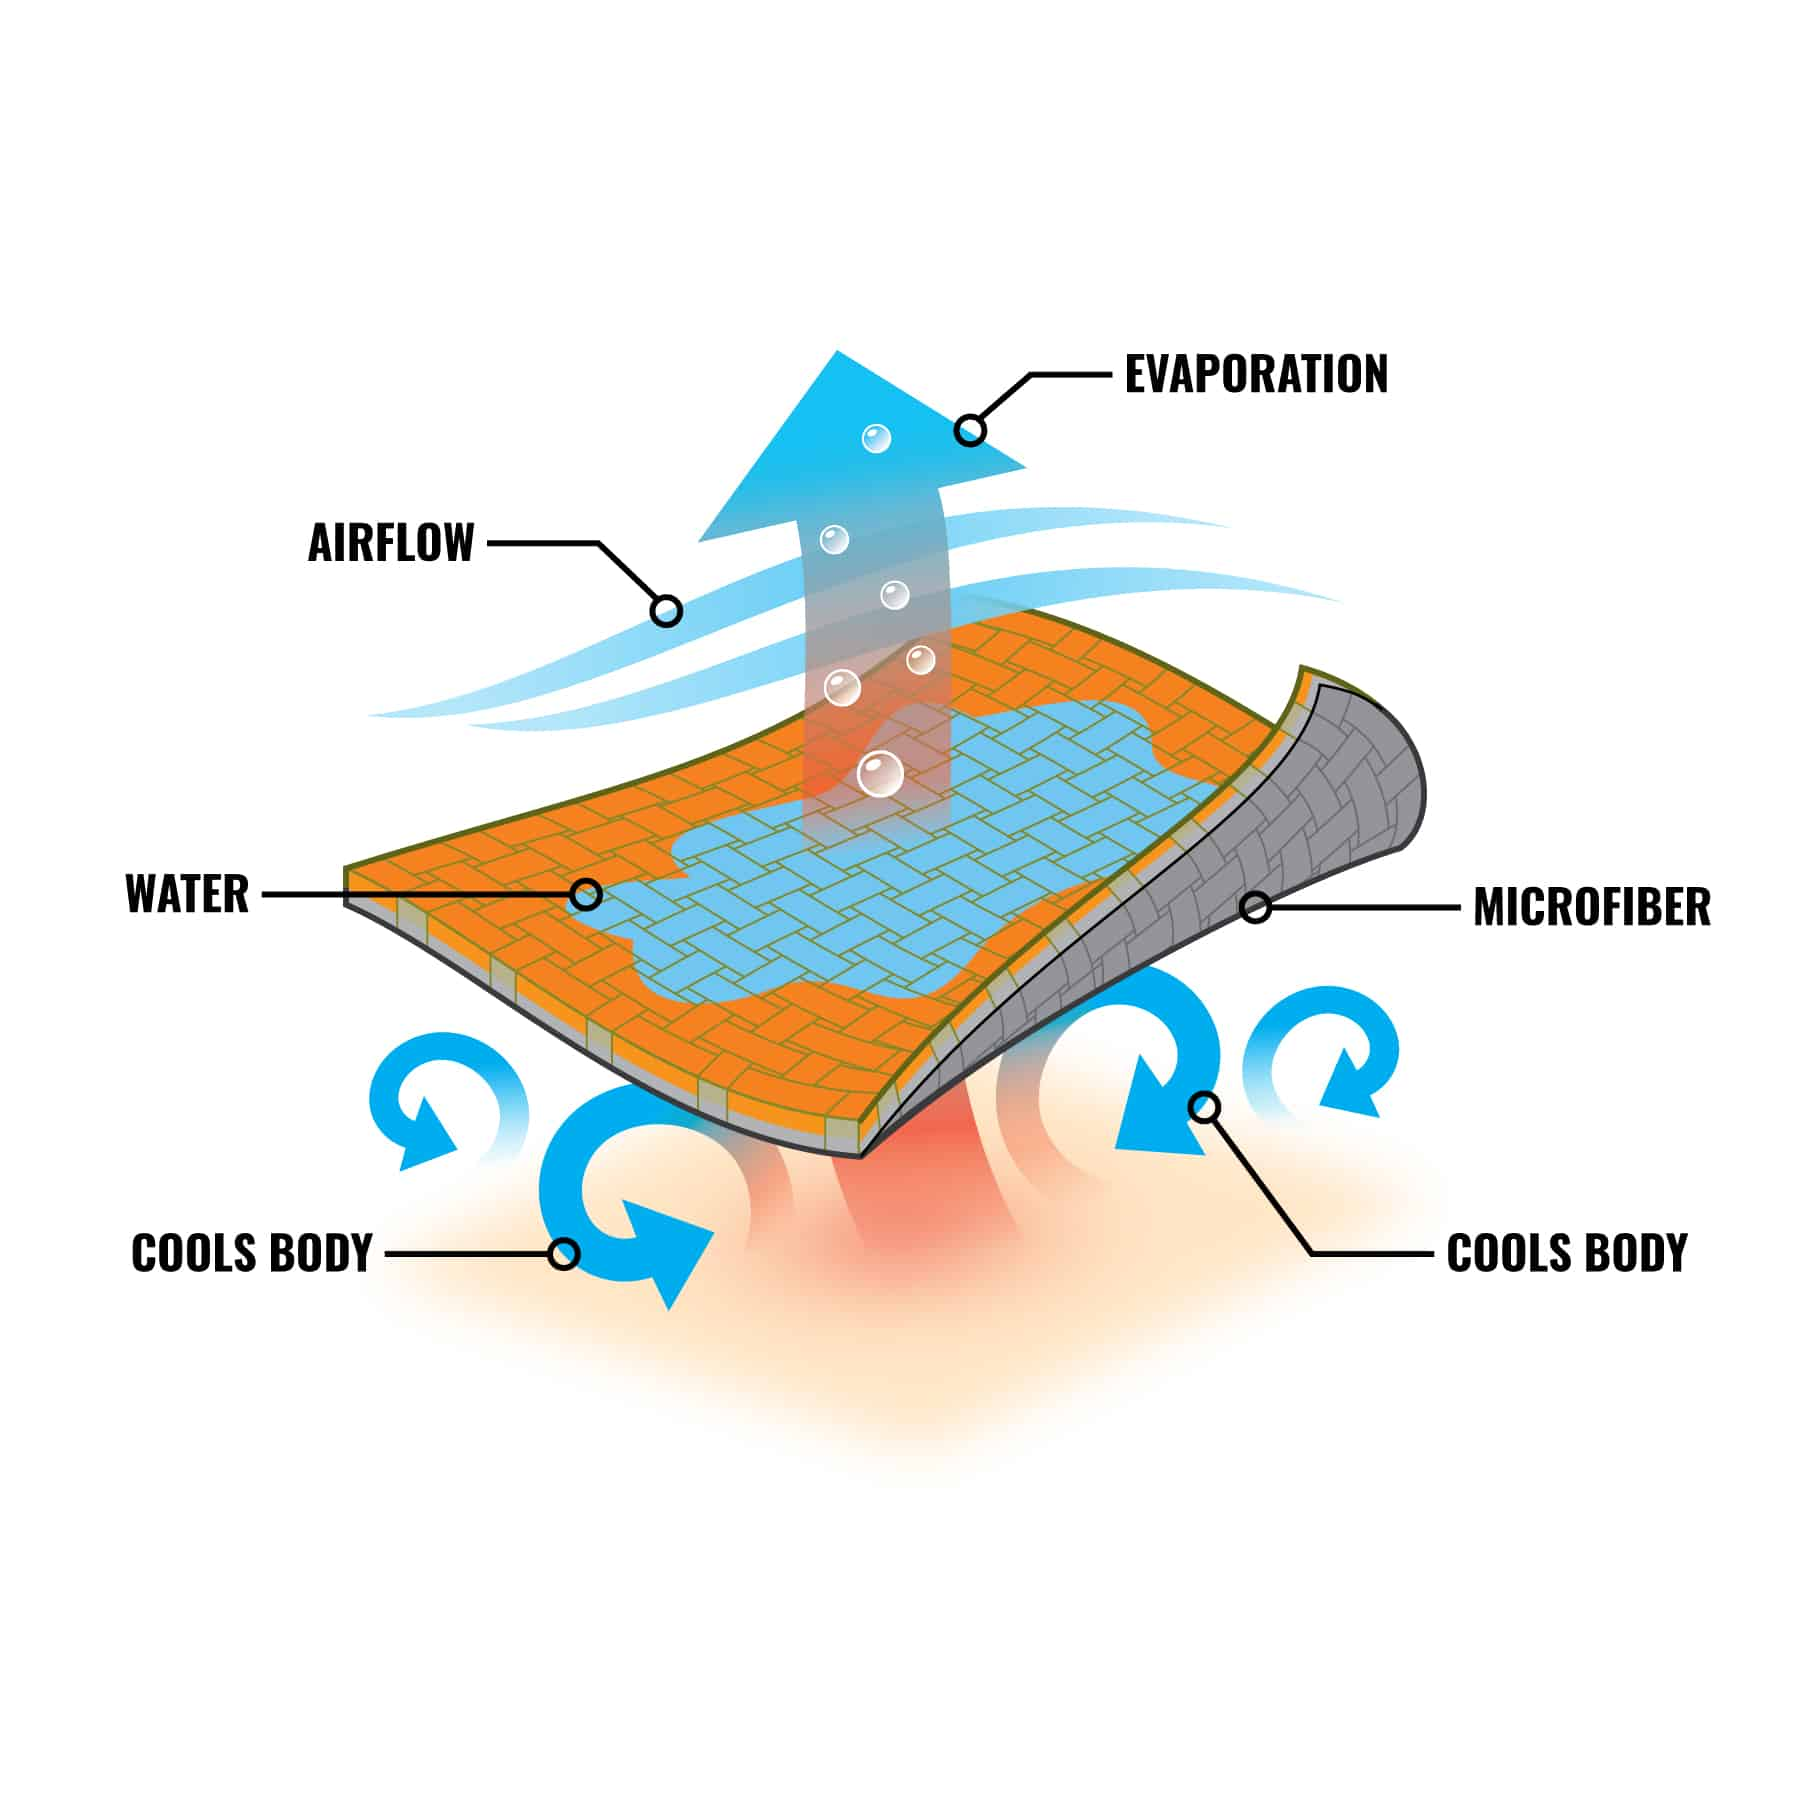 EVAPORATION
AIRFLOW
WATER
MICROFIBER
COOLS BODY
COOLS BODY